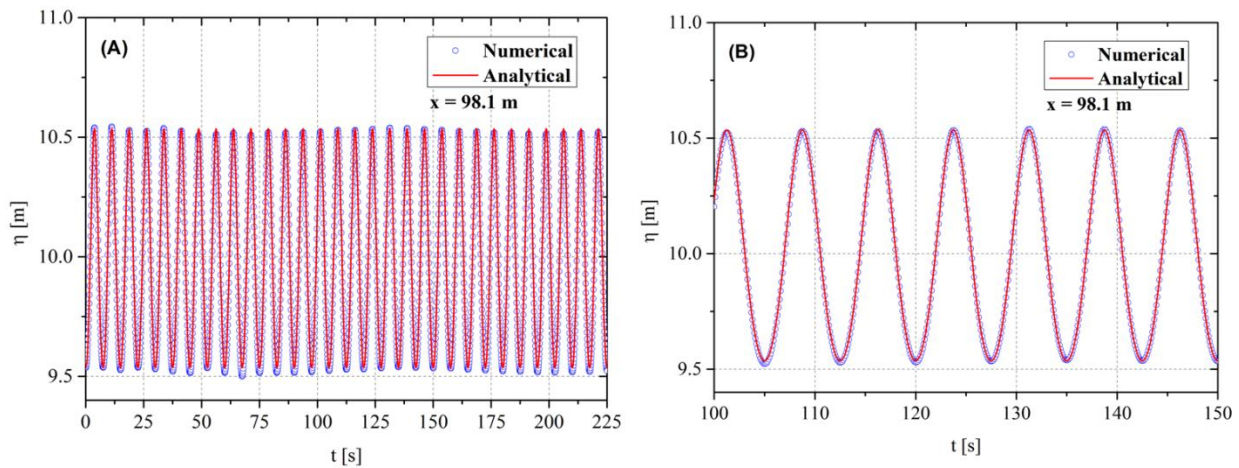 (A)
Numerical
Analytical
x = 98.1 m
11.0
10.5
10.0
9.5
η [m]
0 25 50 75 100 125 150 175 200 225
t [s]
(B)
Numerical
Analytical
x = 98.1 m
11.0
10.5
10.0
9.5
η [m]
100 110 120 130 140 150
t [s]